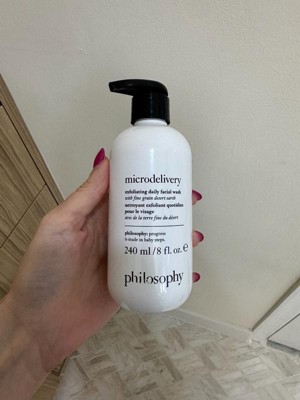 microdelivery
exfoliating daily facial wash
with fine grain desert earth
nettoyant exfoliant quotidien
pour le visage
avec de la terre fine du désert
philosophy: progress
is made in baby steps.
240 ml / 8 fl. oz. ℮
philosophy